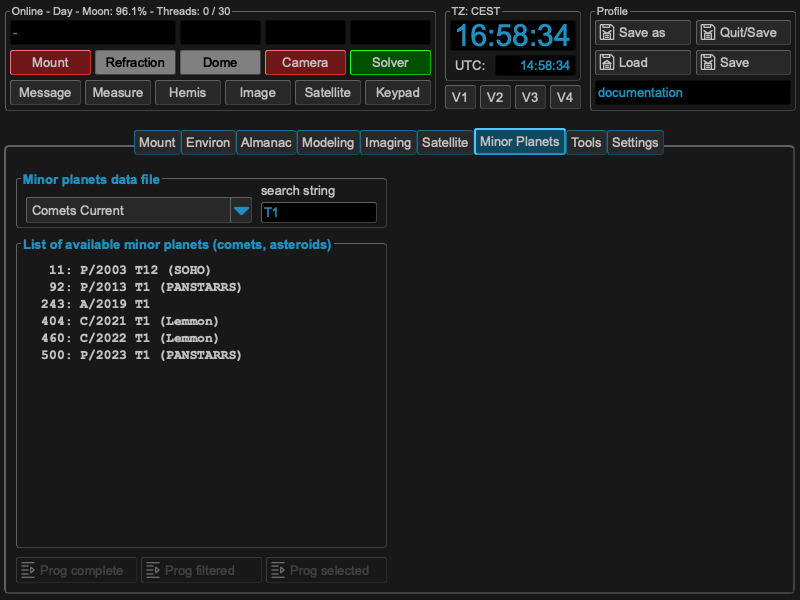 Online - Day - Moon: 96.1% - Threads: 0 / 30
-
Mount Refraction Dome Camera Solver
Message Measure Hemis Image Satellite Keypad
TZ: CEST
16:58:34
UTC: 14:58:34
V1 V2 V3 V4
Profile
Save as Quit/Save
Load Save
documentation
Mount Environ Almanac Modeling Imaging Satellite Minor Planets Tools Settings
Minor planets data file
search string
Comets Current T1
List of available minor planets (comets, asteroids)
11: P/2003 T12 (SOHO)
92: P/2013 T1 (PANSTARRS)
243: A/2019 T1
404: C/2021 T1 (Lemmon)
460: C/2022 T1 (Lemmon)
500: P/2023 T1 (PANSTARRS)
Prog complete Prog filtered Prog selected